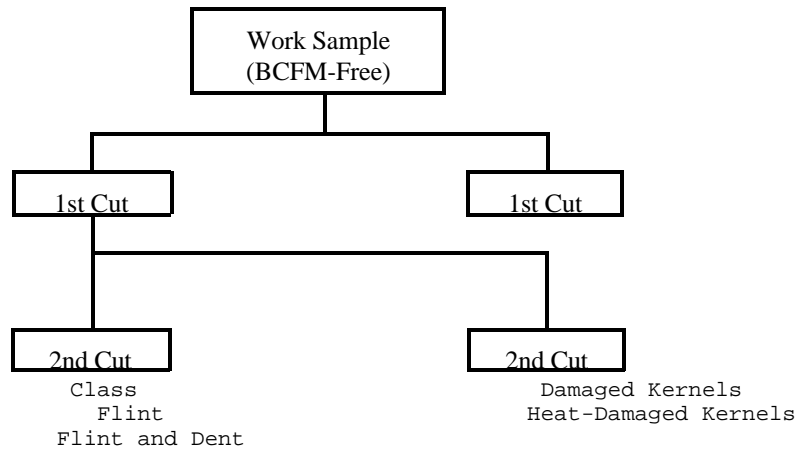 Work Sample
(BCFM-Free)
1st Cut
1st Cut
2nd Cut
2nd Cut
Class
Flint
Flint and Dent
Damaged Kernels
Heat-Damaged Kernels